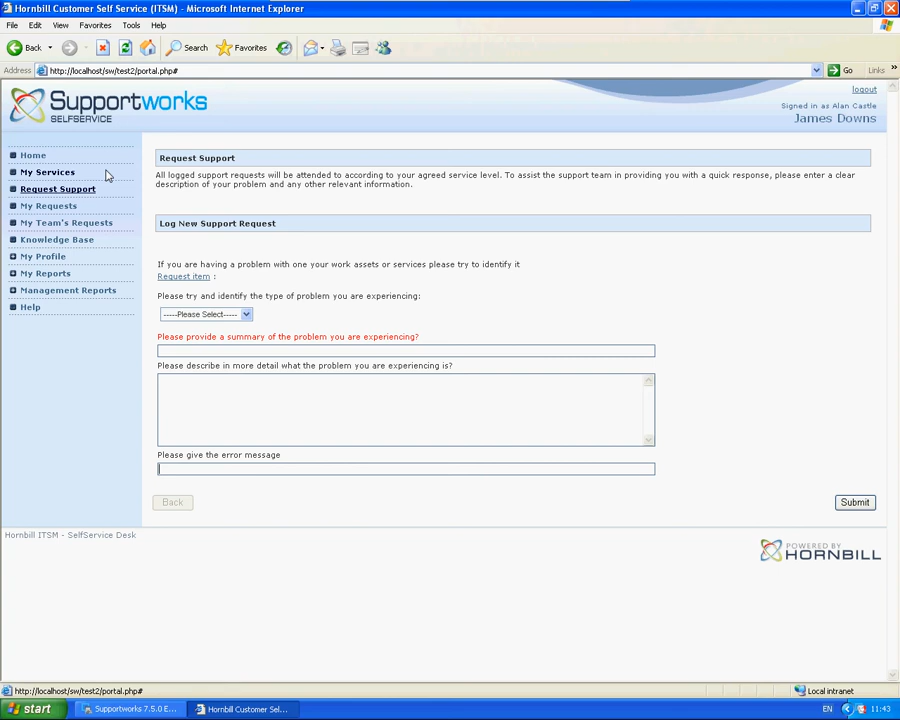 Hornbill Customer Self Service (ITSM) - Microsoft Internet Explorer
File Edit View Favorites Tools Help
Back Search Favorites
Address http://localhost/sw/test2/portal.php# Go Links »
Supportworks
SELFSERVICE
logout
Signed in as Alan Castle
James Downs
Home
My Services
Request Support
My Requests
My Team's Requests
Knowledge Base
My Profile
My Reports
Management Reports
Help
Request Support
All logged support requests will be attended to according to your agreed service level. To assist the support team in providing you with a quick response, please enter a clear
description of your problem and any other relevant information.
Log New Support Request
If you are having a problem with one your work assets or services please try to identify it
Request item :
Please try and identify the type of problem you are experiencing:
-----Please Select-----
Please provide a summary of the problem you are experiencing?
Please describe in more detail what the problem you are experiencing is?
Please give the error message
Back Submit
Hornbill ITSM - SelfService Desk
POWERED BY
HORNBILL
http://localhost/sw/test2/portal.php# Local intranet
start Supportworks 7.5.0 E... Hornbill Customer Sel... EN 11:43